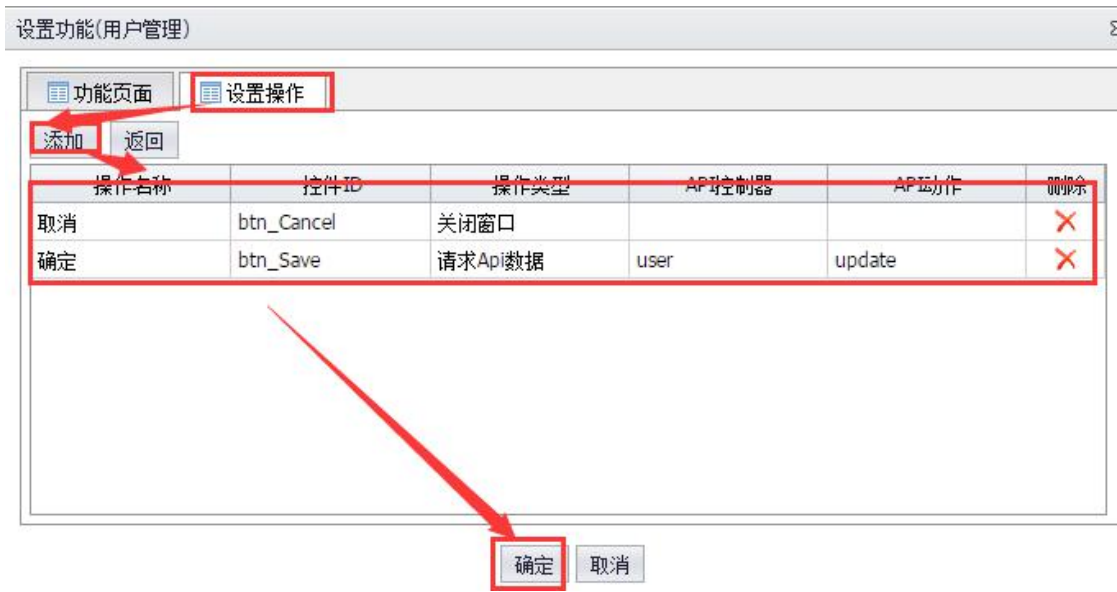 设置功能(用户管理)
功能页面 设置操作
添加 返回
操作名称 控件ID 操作类型 API控制器 API动作 删除
取消 btn_Cancel 关闭窗口
确定 btn_Save 请求Api数据 user update
确定 取消